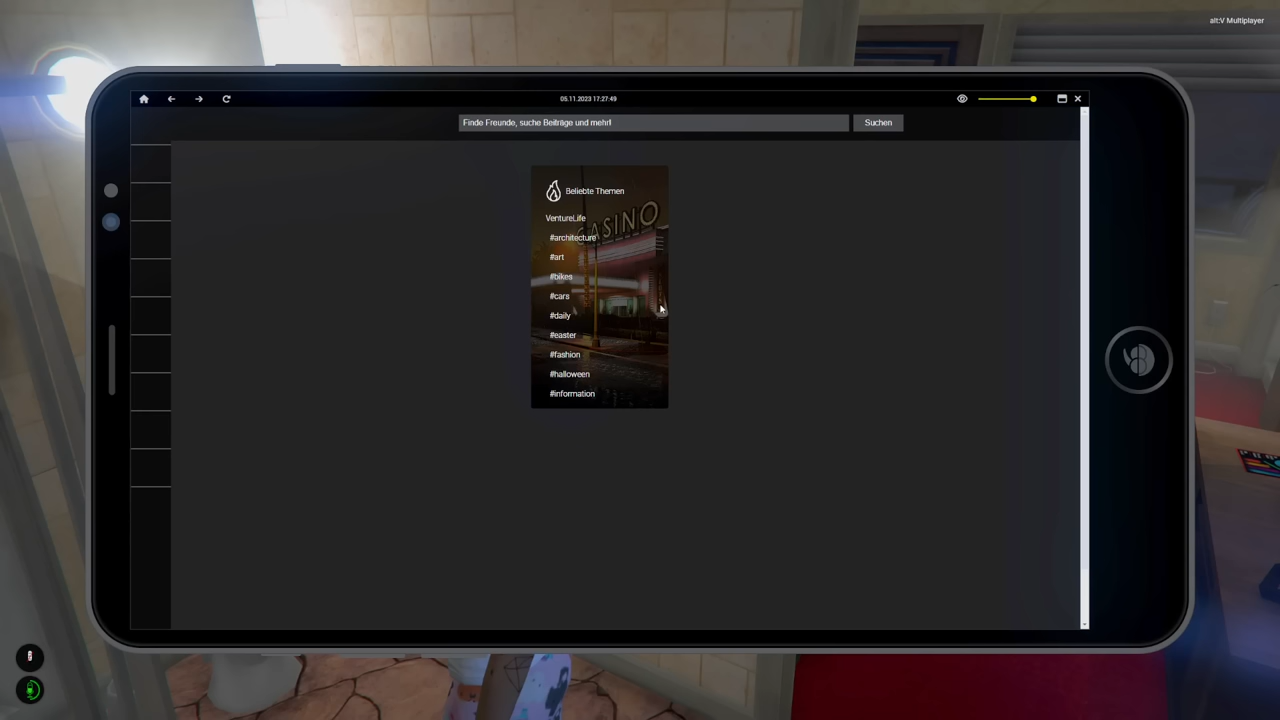 alt:V Multiplayer
05.11.2023 17:27:49
Finde Freunde, suche Beiträge und mehr!
Suchen
Beliebte Themen
CASINO
VentureLife
#architecture
#art
#bikes
#cars
#daily
#easter
#fashion
#halloween
#information